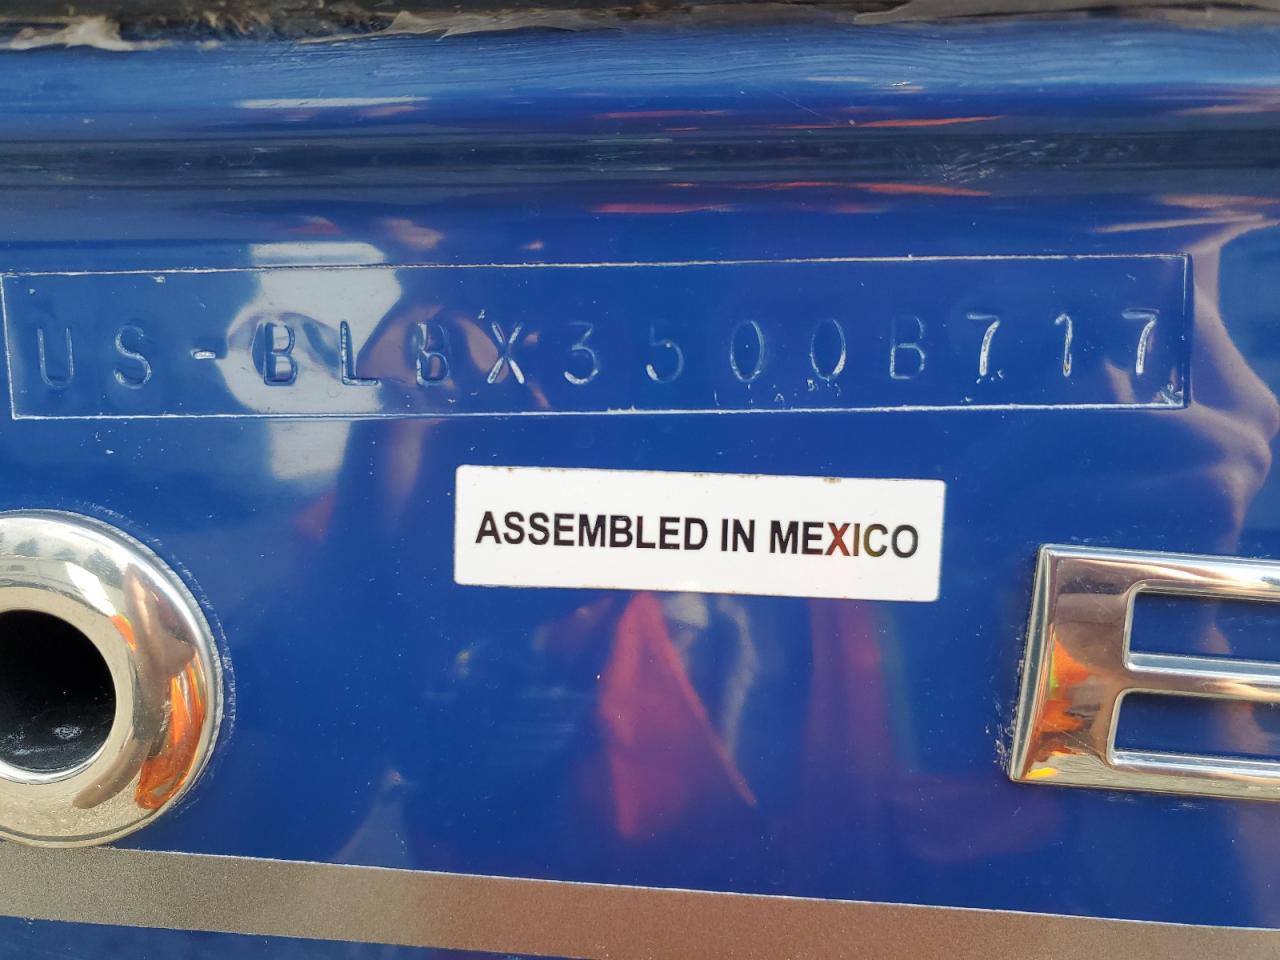 US-BLBX3500B717
ASSEMBLED IN MEXICO